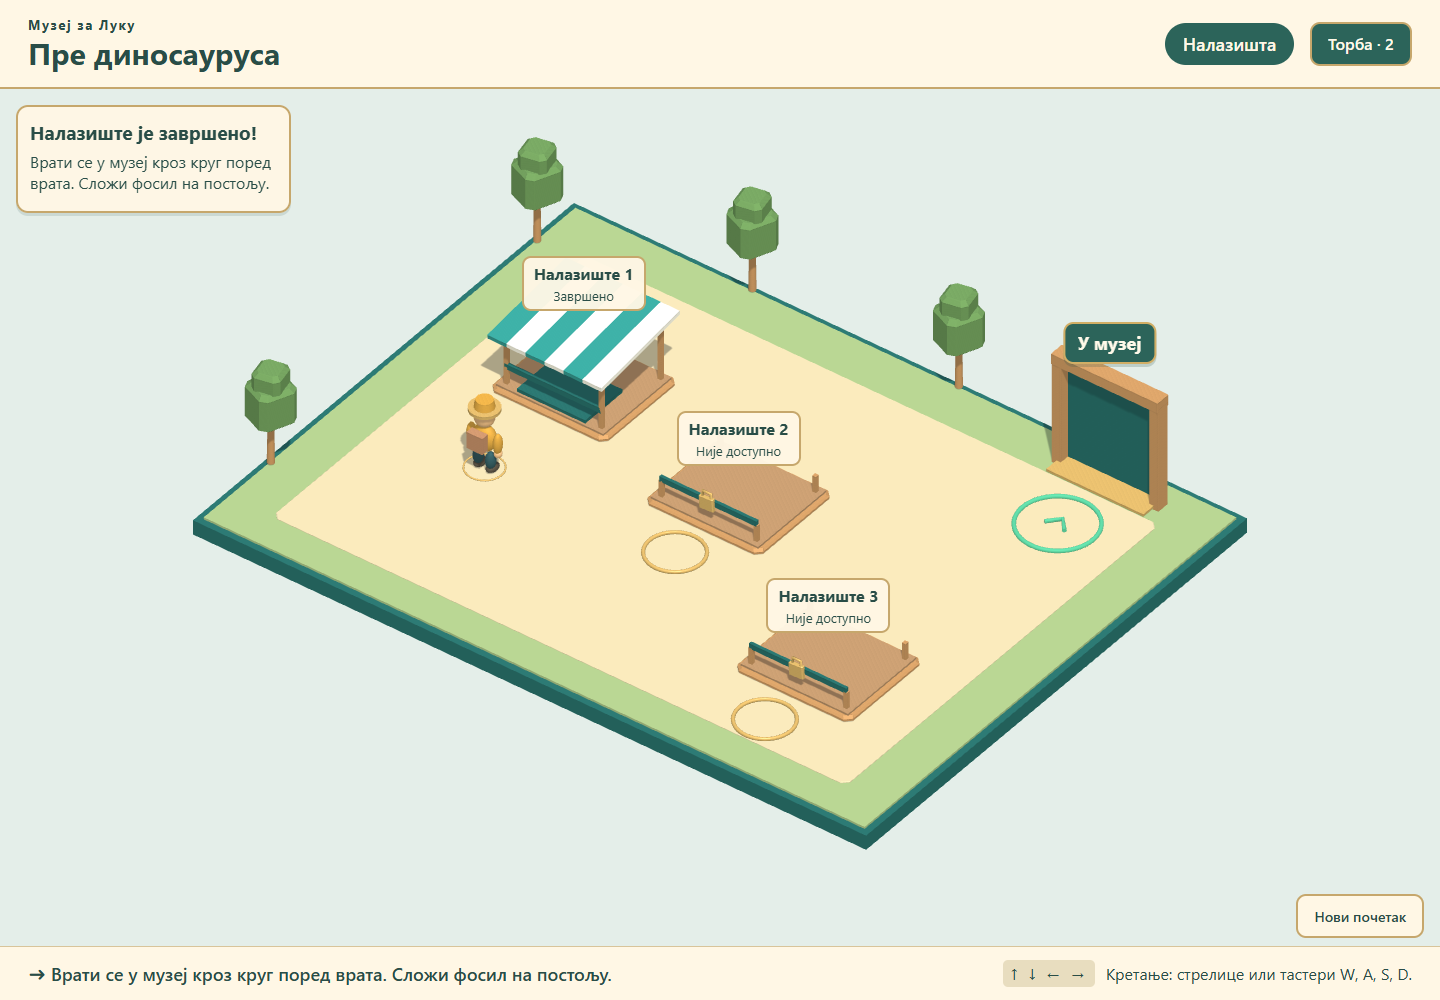 Музеј за Луку
Пре диносауруса
Налазишта
Торба · 2
Налазиште је завршено!
Врати се у музеј кроз круг поред
врата. Сложи фосил на постољу.
Налазиште 1
Завршено
У музеј
Налазиште 2
Није доступно
Налазиште 3
Није доступно
Нови почетак
→ Врати се у музеј кроз круг поред врата. Сложи фосил на постољу.
↑ ↓ ← → Кретање: стрелице или тастери W, A, S, D.